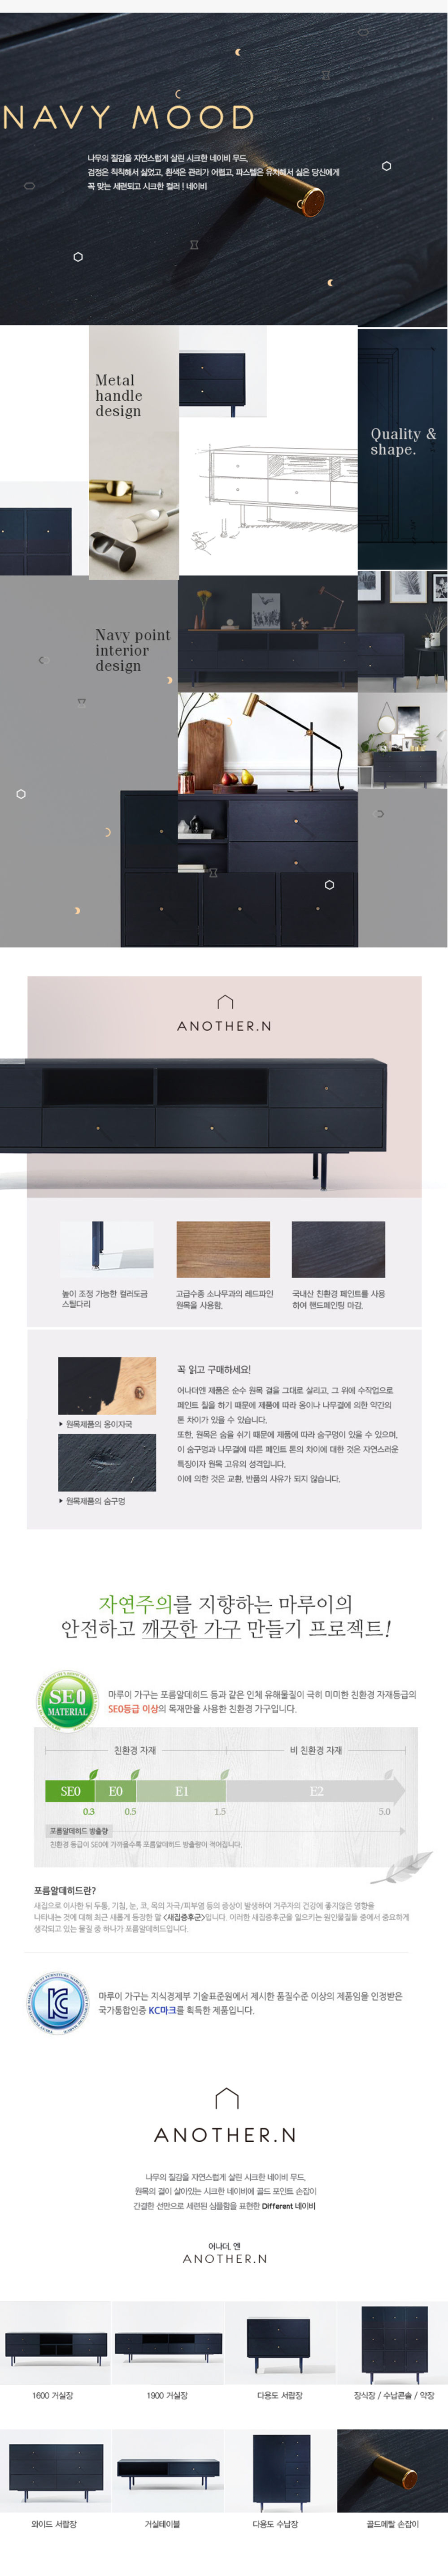 NAVY MOOD
나무의 질감을 자연스럽게 살린 시크한 네이비 무드,
검정은 칙칙해서 싫었고, 흰색은 관리가 어렵고, 파스텔은 유치해서 싫은 당신에게
꼭 맞는 세련되고 시크한 컬러 ! 네이비
Metal
handle
design
Quality &
shape.
Navy point
interior
design
ANOTHER.N
높이 조정 가능한 컬러도금
스틸다리
고급수종 소나무과의 레드파인
원목을 사용함.
국내산 친환경 페인트를 사용
하여 핸드페인팅 마감.
꼭 읽고 구매하세요!
어나더엔 제품은 순수 원목 결을 그대로 살리고, 그 위에 수작업으로
페인트 칠을 하기 때문에 제품에 따라 옹이나 나무결에 의한 약간의
톤 차이가 있을 수 있습니다.
또한, 원목은 숨을 쉬기 때문에 제품에 따라 숨구멍이 있을 수 있으며,
이 숨구멍과 나무결에 따른 페인트 톤의 차이에 대한 것은 자연스러운
특징이자 원목 고유의 성격입니다.
이에 의한 것은 교환, 반품의 사유가 되지 않습니다.
원목제품의 옹이자국
원목제품의 숨구멍
자연주의를 지향하는 마루이의
안전하고 깨끗한 가구 만들기 프로젝트!
SE0
MATERIAL
마루이 가구는 포름알데히드 등과 같은 인체 유해물질이 극히 미미한 친환경 자재등급의
SE0등급 이상의 목재만을 사용한 친환경 가구입니다.
친환경 자재
비 친환경 자재
SE0 E0 E1 E2
0.3 0.5 1.5 5.0
포름알데히드 방출량
친환경 등급이 SE0에 가까울수록 포름알데히드 방출량이 적어집니다.
포름알데히드란?
새집으로 이사한 뒤 두통, 기침, 눈, 코, 목의 자극/피부염 등의 증상이 발생하여 거주자의 건강에 좋지않은 영향을
나타내는 것에 대해 최근 새롭게 등장한 말 <새집증후군>입니다. 이러한 새집증후군을 일으키는 원인물질들 중에서 중요하게
생각되고 있는 물질 중 하나가 포름알데히드입니다.
마루이 가구는 지식경제부 기술표준원에서 제시한 품질수준 이상의 제품임을 인정받은
국가통합인증 KC마크를 획득한 제품입니다.
ANOTHER.N
나무의 질감을 자연스럽게 살린 시크한 네이비 무드,
원목의 결이 살아있는 시크한 네이비에 골드 포인트 손잡이
간결한 선만으로 세련된 심플함을 표현한 Different 네이비
어나더, 엔
ANOTHER.N
1600 거실장
1900 거실장
다용도 서랍장
장식장 / 수납콘솔 / 약장
와이드 서랍장
거실테이블
다용도 수납장
골드메탈 손잡이